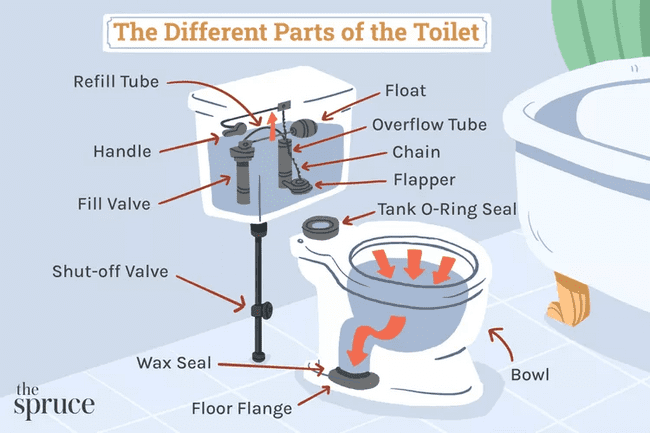 The Different Parts of the Toilet
Refill Tube
Float
Overflow Tube
Handle
Chain
Flapper
Fill Valve
Tank O-Ring Seal
Shut-off Valve
Wax Seal
Bowl
Floor Flange
the
spruce